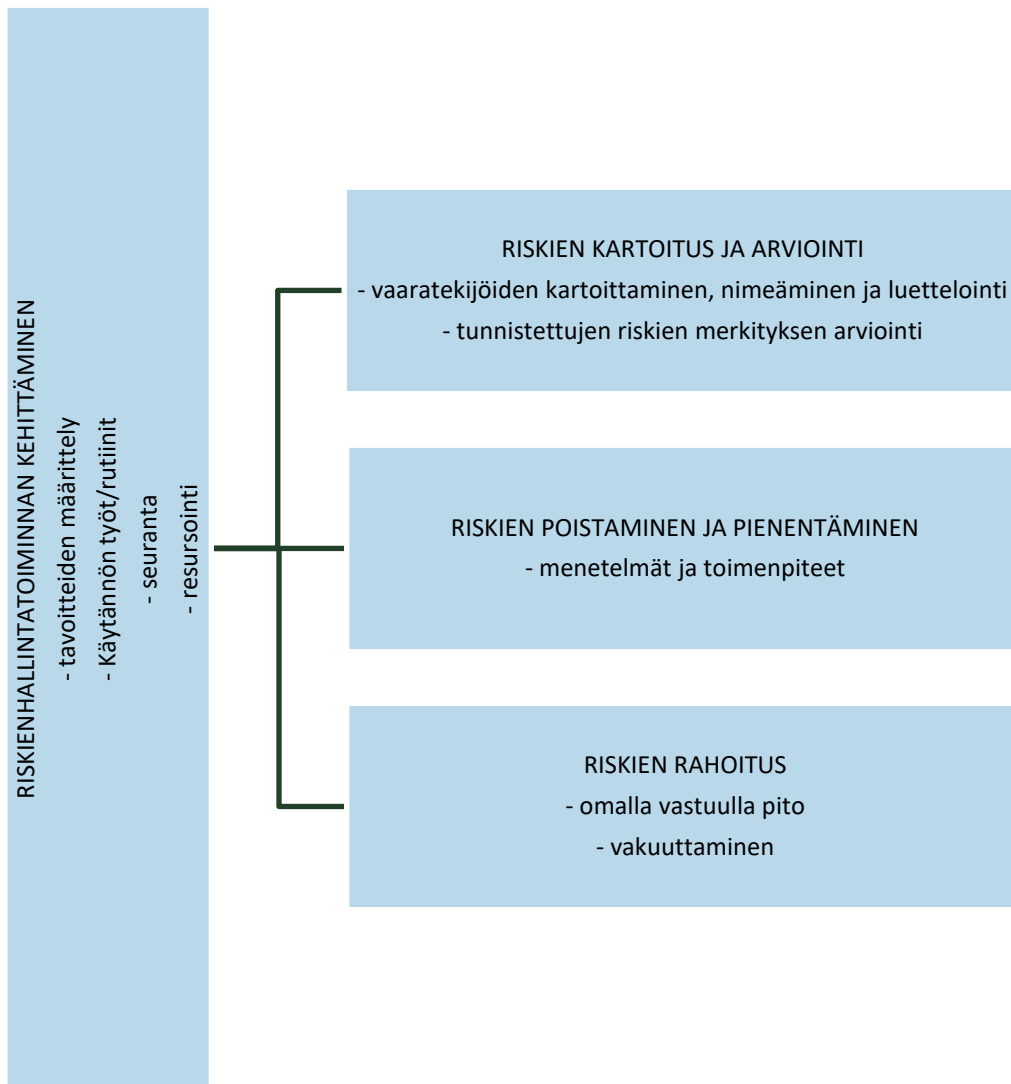 RISKIENHALLINTATOIMINNAN KEHITTÄMINEN
- tavoitteiden määrittely
- Käytännön työt/rutiinit
- seuranta
- resursointi
RISKIEN KARTOITUS JA ARVIOINTI
- vaaratekijöiden kartoittaminen, nimeäminen ja luettelointi
- tunnistettujen riskien merkityksen arviointi
RISKIEN POISTAMINEN JA PIENENTÄMINEN
- menetelmät ja toimenpiteet
RISKIEN RAHOITUS
- omalla vastuulla pito
- vakuuttaminen